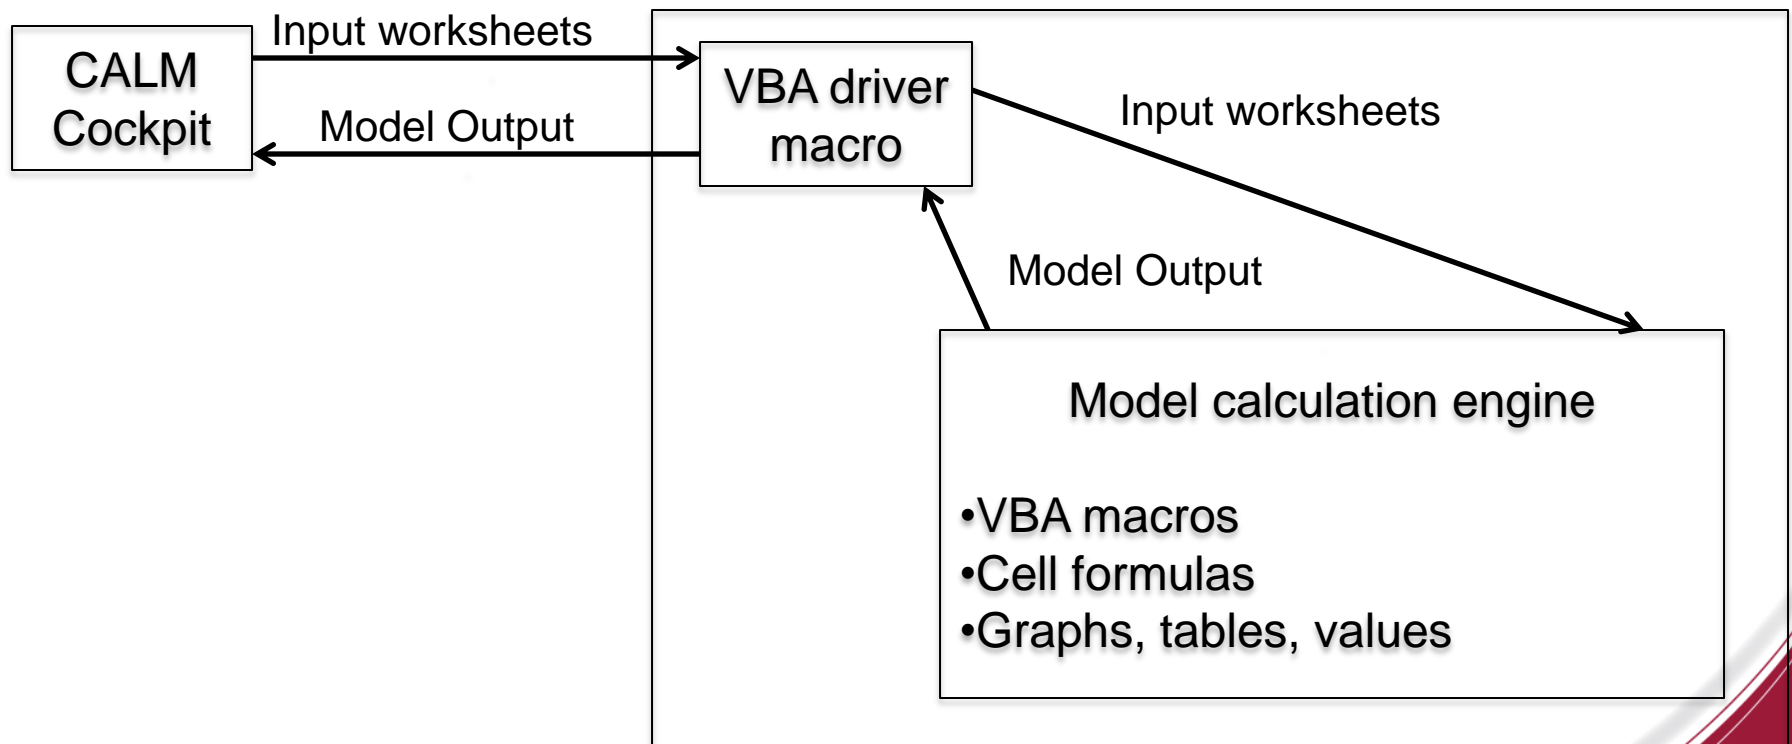 Input worksheets
CALM
Cockpit
Model Output
VBA driver
macro
Input worksheets
Model Output
Model calculation engine
•VBA macros
•Cell formulas
•Graphs, tables, values